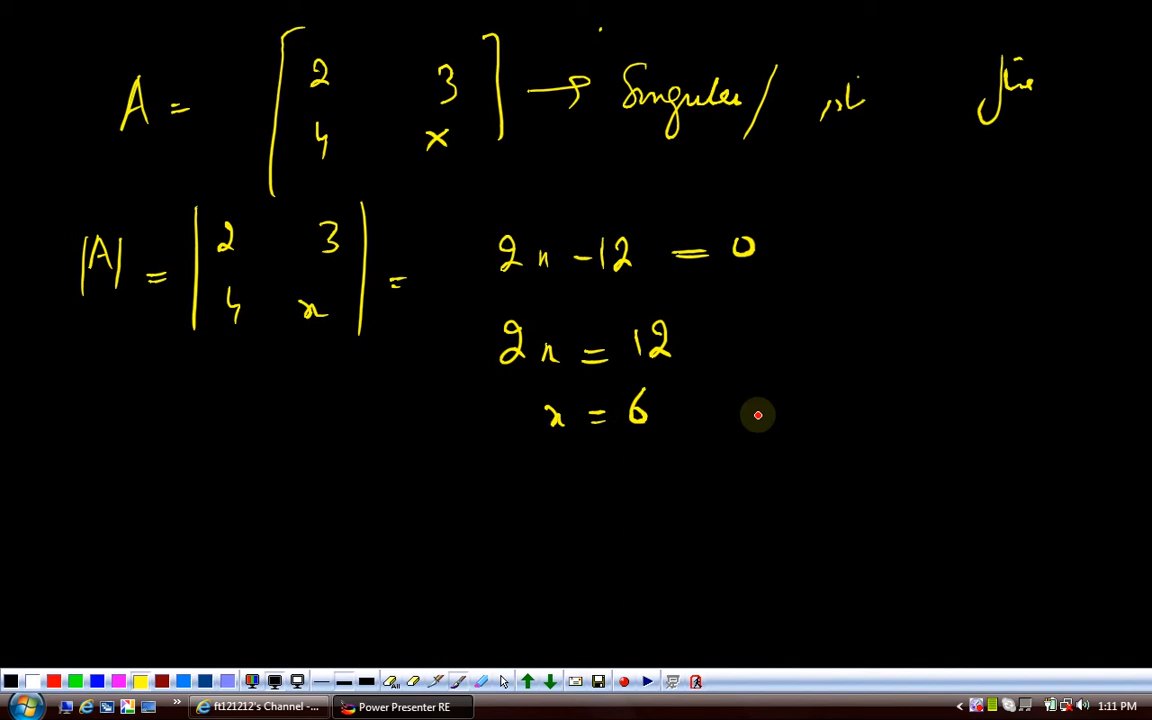 A = [ 2 3 ] → Singular /
4 x
|A| = | 2 3 | = 2x - 12 = 0
4 x
2x = 12
x = 6
ft121212's Channel -... Power Presenter RE 1:11 PM